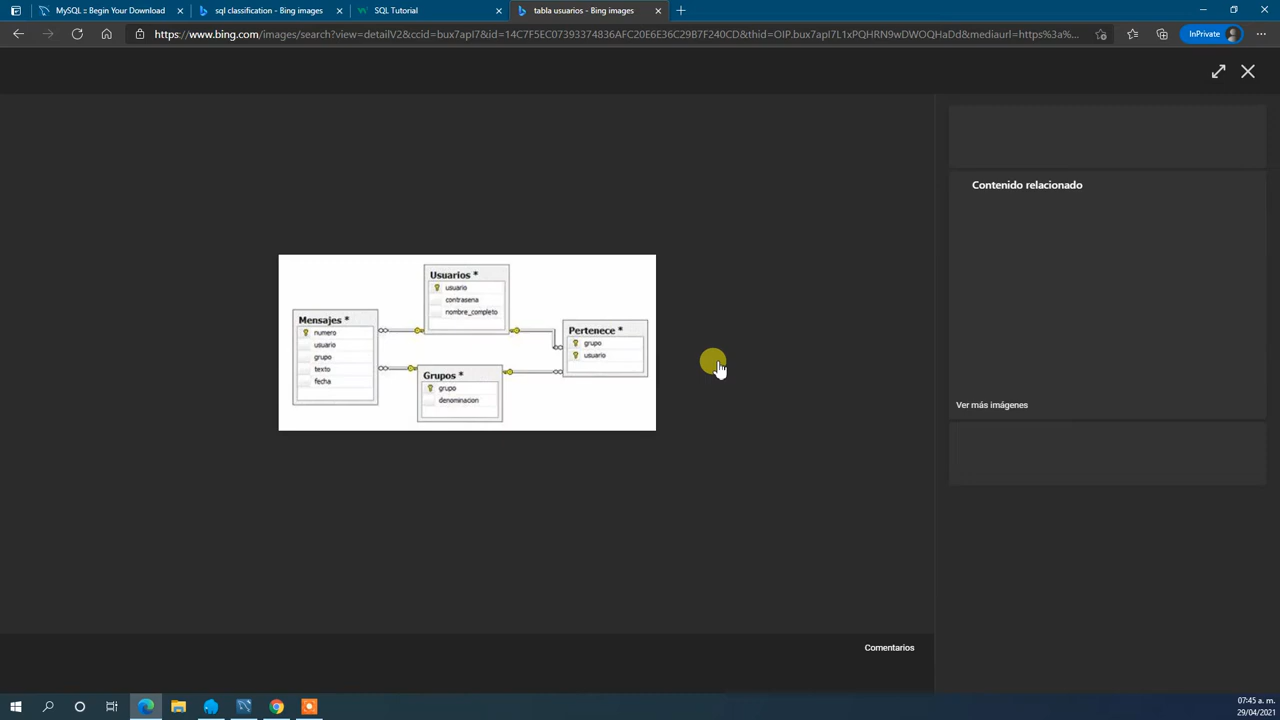 MySQL :: Begin Your Download
sql classification - Bing images
SQL Tutorial
tabla usuarios - Bing images
https://www.bing.com/images/search?view=detailV2&ccid=bux7apI7&id=14C7F5EC07393374836AFC20E6E36C29B7F240CD&thid=OIP.bux7apI7L1xPQHRN9wDWOQHaDd&mediaurl=https%3a%...
InPrivate
Contenido relacionado
Usuarios *
usuario
contrasena
nombre_completo
Mensajes *
numero
usuario
grupo
texto
fecha
Pertenece *
grupo
usuario
Grupos *
grupo
denominacion
Ver más imágenes
Comentarios
07:45 a. m.
29/04/2021